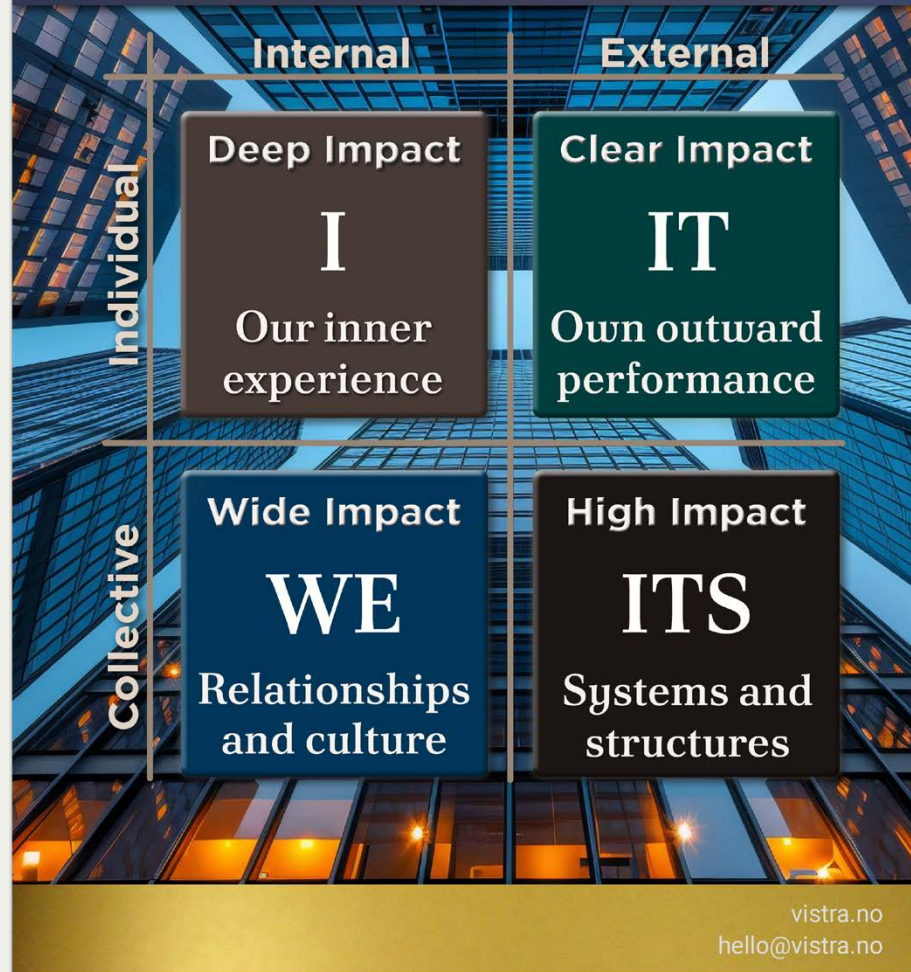 Internal
External
Individual
Deep Impact
I
Our inner
experience
Clear Impact
IT
Own outward
performance
Collective
Wide Impact
WE
Relationships
and culture
High Impact
ITS
Systems and
structures
vistra.no
hello@vistra.no